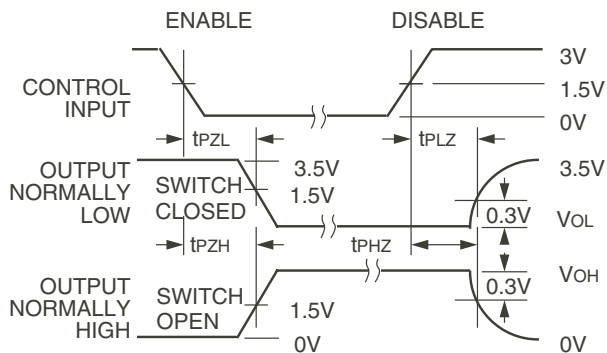 ENABLE DISABLE
3V
CONTROL
INPUT
1.5V
0V
tPZL tPLZ
OUTPUT
NORMALLY
LOW
SWITCH
CLOSED
3.5V
1.5V
3.5V
0.3V
VOL
tPZH tPHZ
OUTPUT
NORMALLY
HIGH
SWITCH
OPEN
1.5V
0V
0.3V
VOH
0V